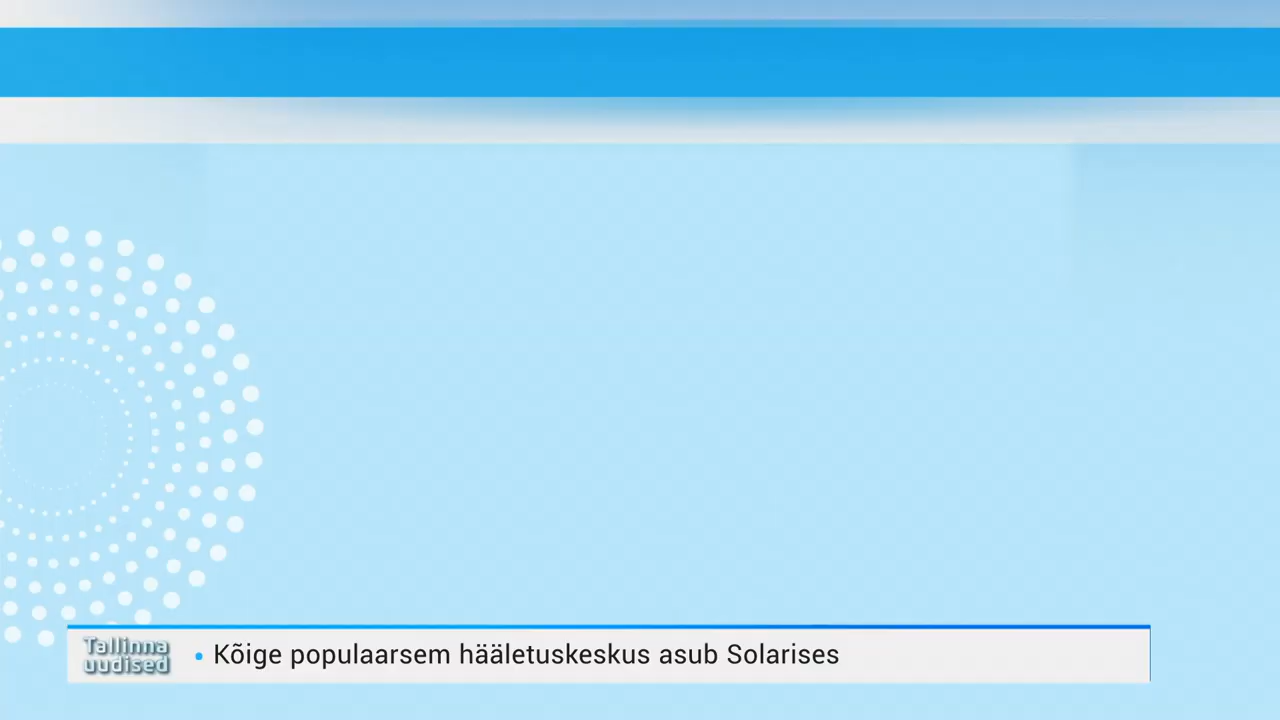 Tallinna
uudised
• Kõige populaarsem hääletuskeskus asub Solarises